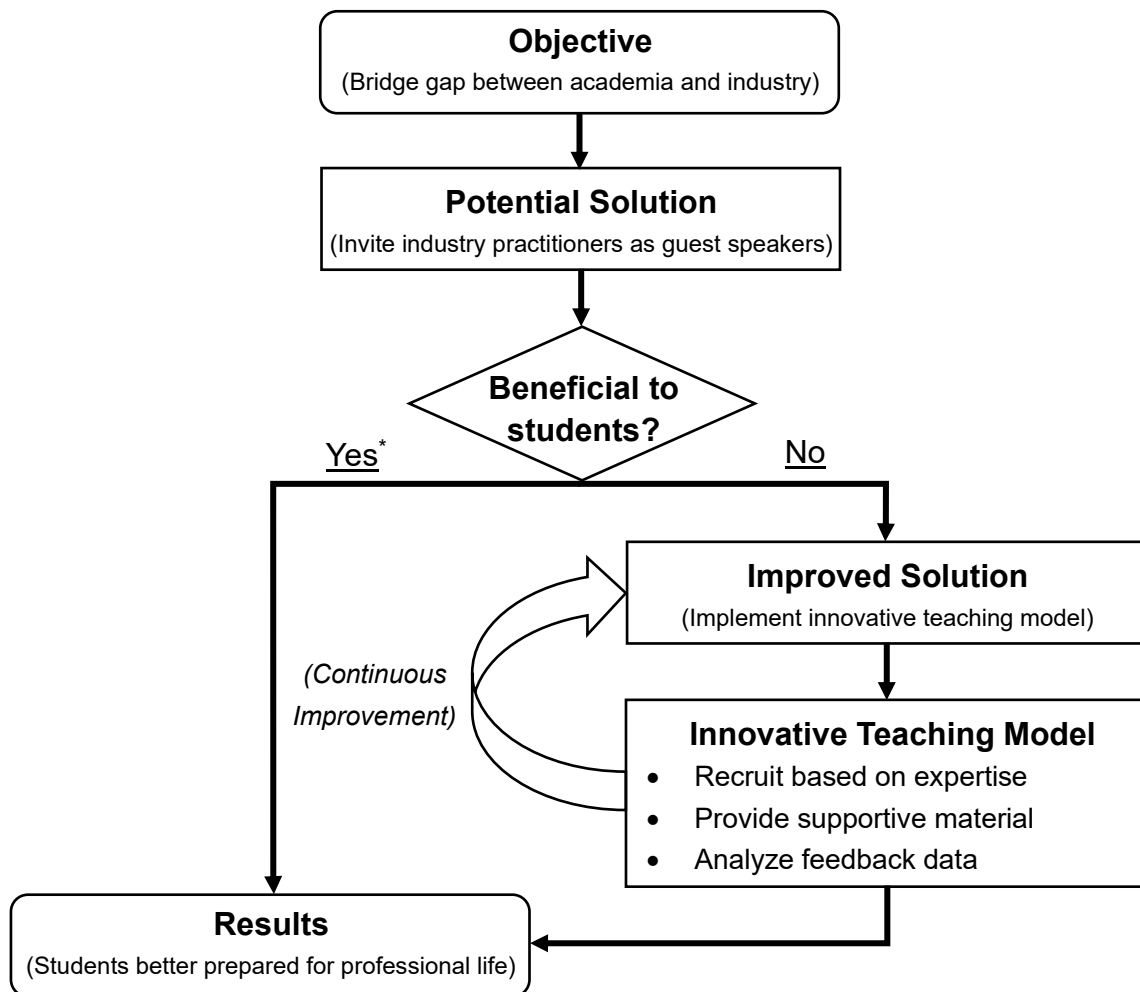 Objective
(Bridge gap between academia and industry)
Potential Solution
(Invite industry practitioners as guest speakers)
Beneficial to
students?
Yes*
No
Improved Solution
(Implement innovative teaching model)
(Continuous
Improvement)
Innovative Teaching Model
• Recruit based on expertise
• Provide supportive material
• Analyze feedback data
Results
(Students better prepared for professional life)